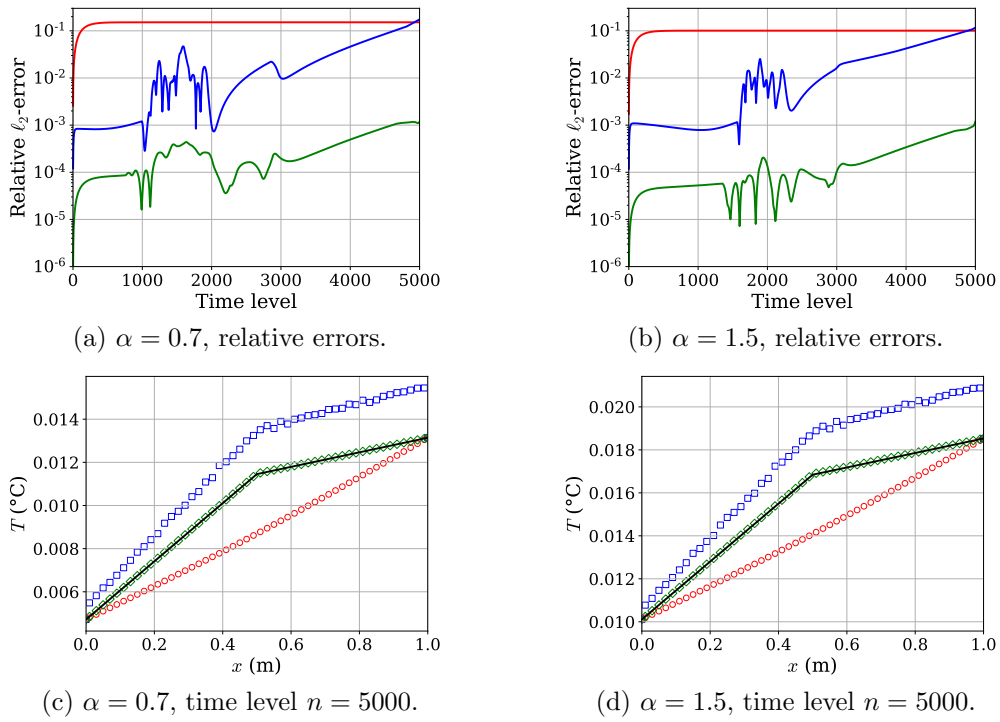 10⁻¹
10⁻²
10⁻³
10⁻⁴
10⁻⁵
10⁻⁶
Relative ℓ₂-error
0 1000 2000 3000 4000 5000
Time level
(a) α = 0.7, relative errors.
10⁻¹
10⁻²
10⁻³
10⁻⁴
10⁻⁵
10⁻⁶
Relative ℓ₂-error
0 1000 2000 3000 4000 5000
Time level
(b) α = 1.5, relative errors.
0.014
0.012
0.010
0.008
0.006
T (°C)
0.0 0.2 0.4 0.6 0.8 1.0
x (m)
(c) α = 0.7, time level n = 5000.
0.020
0.018
0.016
0.014
0.012
0.010
T (°C)
0.0 0.2 0.4 0.6 0.8 1.0
x (m)
(d) α = 1.5, time level n = 5000.